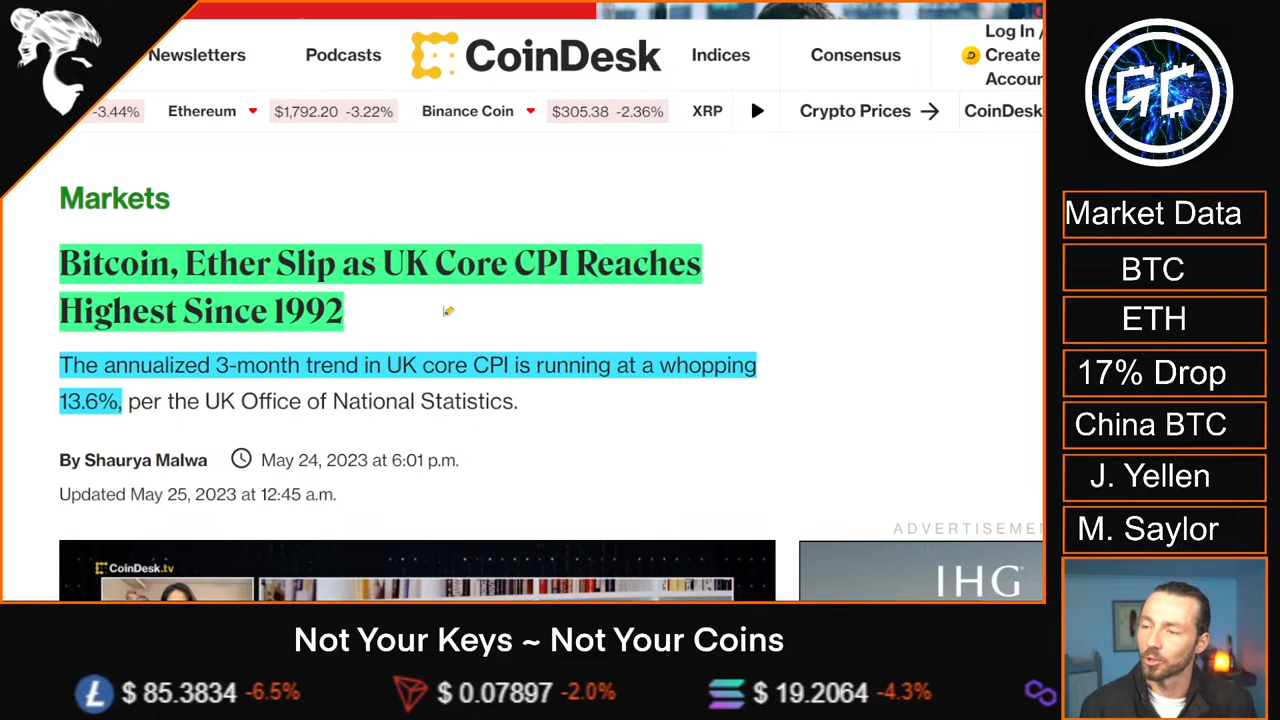 Newsletters
Podcasts
CoinDesk
Indices
Consensus
Log In /
Create
Accour
-3.44%
Ethereum
$1,792.20 -3.22%
Binance Coin
$305.38 -2.36%
XRP
Crypto Prices
CoinDesk
Markets
Bitcoin, Ether Slip as UK Core CPI Reaches
Highest Since 1992
The annualized 3-month trend in UK core CPI is running at a whopping
13.6%, per the UK Office of National Statistics.
By Shaurya Malwa
May 24, 2023 at 6:01 p.m.
Updated May 25, 2023 at 12:45 a.m.
ADVERTISEMEN
CoinDesk.tv
IHG
GC
Market Data
BTC
ETH
17% Drop
China BTC
J. Yellen
M. Saylor
Not Your Keys ~ Not Your Coins
$ 85.3834 -6.5%
$ 0.07897 -2.0%
$ 19.2064 -4.3%